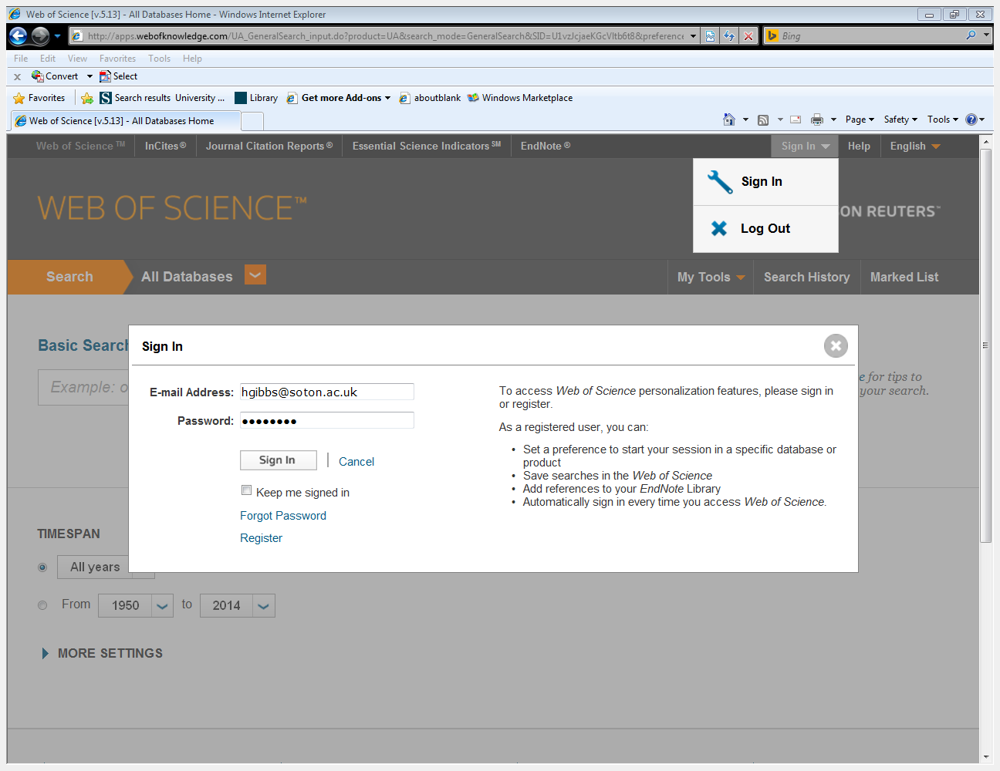 Web of Science [v.5.13] - All Databases Home - Windows Internet Explorer
http://apps.webofknowledge.com/UA_GeneralSearch_input.do?product=UA&search_mode=GeneralSearch&SID=U1vzJcjaeKGcVltb6t8&preference Bing
File Edit View Favorites Tools Help
x Convert Select
Favorites Search results University ... Library Get more Add-ons aboutblank Windows Marketplace
Web of Science [v.5.13] - All Databases Home Page Safety Tools
Web of Science™ InCites® Journal Citation Reports® Essential Science Indicators℠ EndNote® Sign In Help English
Sign In
WEB OF SCIENCE™ ON REUTERS™
Log Out
Search All Databases My Tools Search History Marked List
Basic Search
Sign In
Example: o
e for tips to
your search.
E-mail Address: hgibbs@soton.ac.uk
Password: ••••••••
Sign In | Cancel
Keep me signed in
Forgot Password
Register
To access Web of Science personalization features, please sign in
or register.
As a registered user, you can:
• Set a preference to start your session in a specific database or
product
• Save searches in the Web of Science
• Add references to your EndNote Library
• Automatically sign in every time you access Web of Science.
TIMESPAN
All years
From 1950 to 2014
MORE SETTINGS